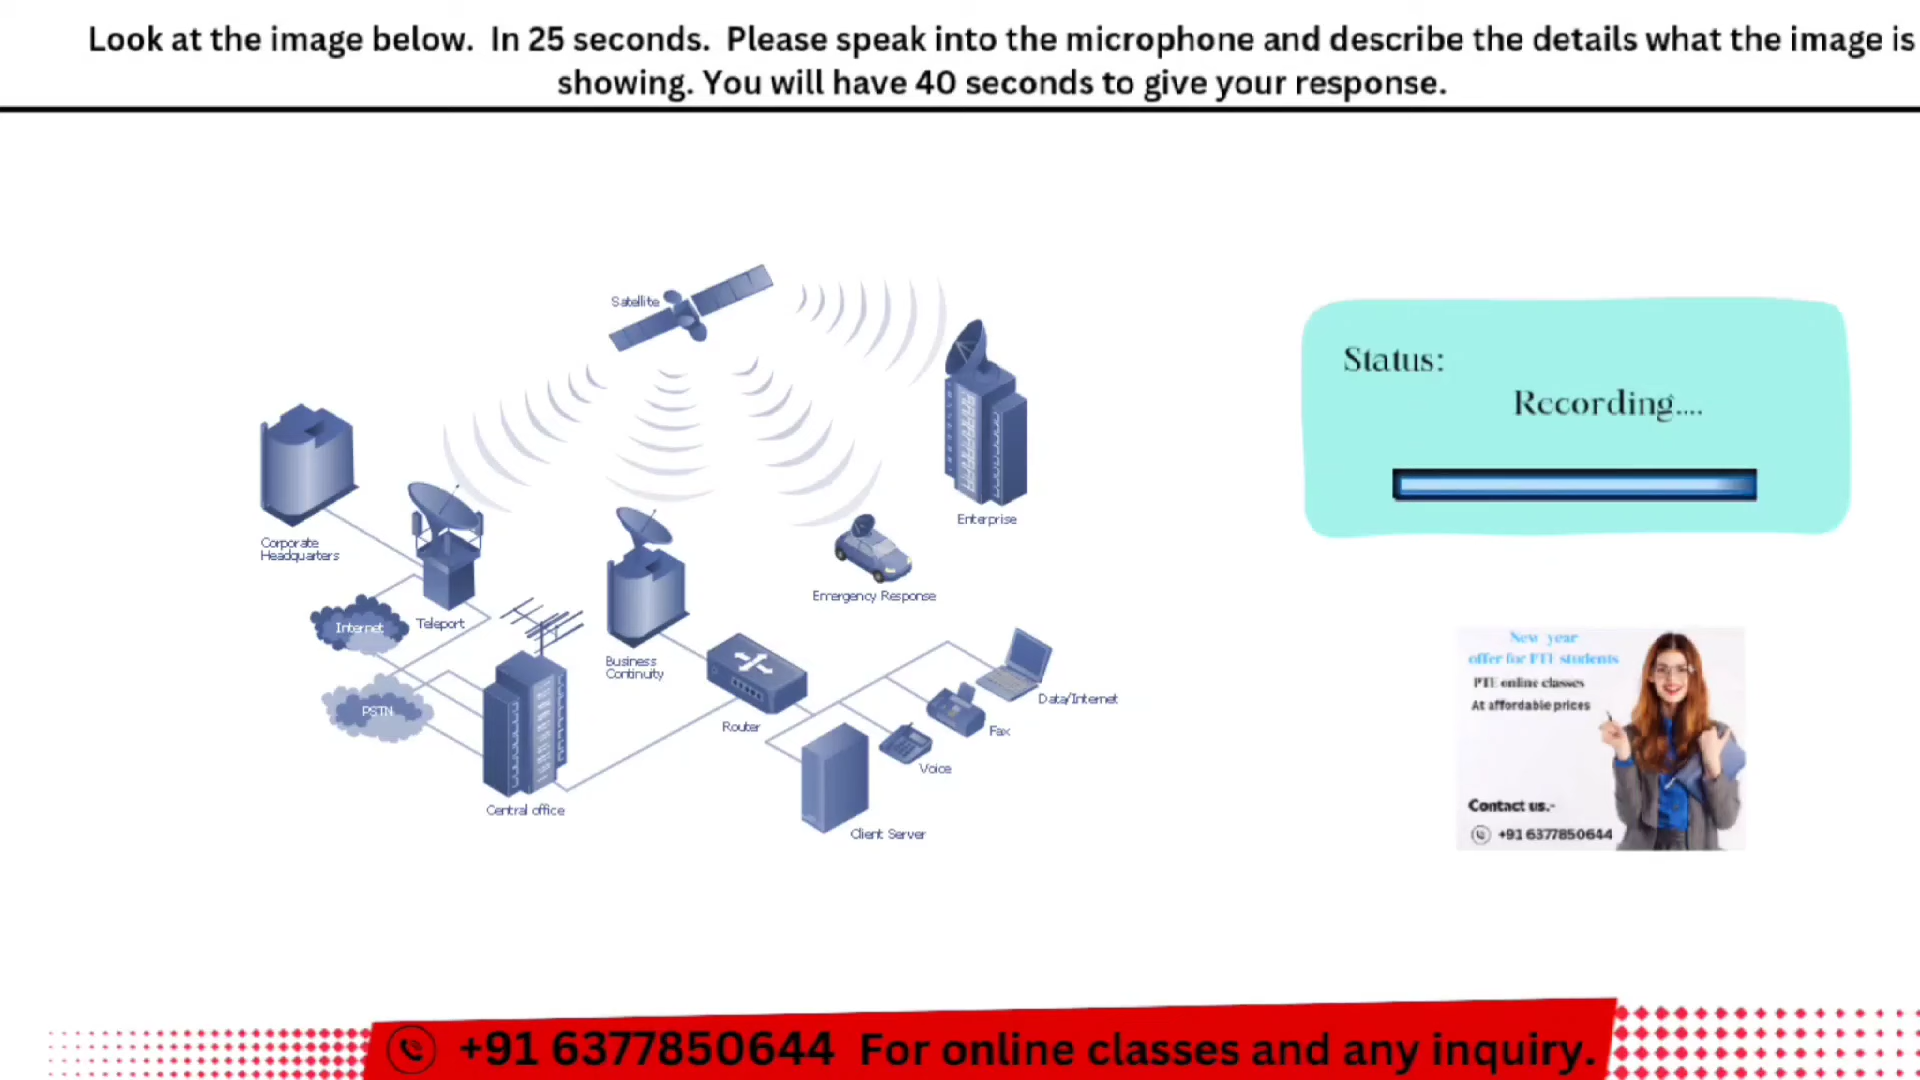 Look at the image below.  In 25 seconds.  Please speak into the microphone and describe the details what the image is
showing. You will have 40 seconds to give your response.
Satellite
Enterprise
Corporate
Headquarters
Emergency Response
Internet
Teleport
Business
Continuity
PSTN
Router
Data/Internet
Fax
Voice
Central office
Client Server
Status:
Recording....
New year
offer for PTE students
PTE online classes
At affordable prices
Contact us.-
+91 6377850644
+91 6377850644  For online classes and any inquiry.